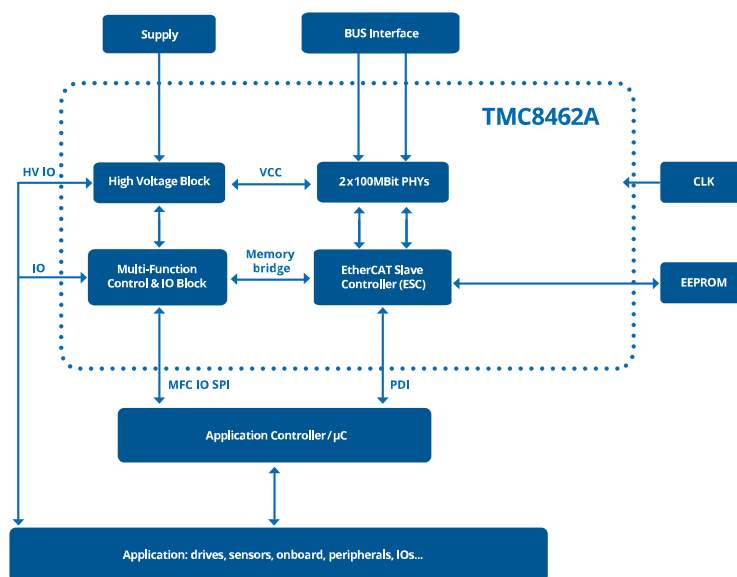 Supply
BUS Interface
TMC8462A
HV IO
High Voltage Block
VCC
2x100MBit PHYs
CLK
IO
Multi-Function
Control & IO Block
Memory
bridge
EtherCAT Slave
Controller (ESC)
EEPROM
MFC IO SPI
PDI
Application Controller/µC
Application: drives, sensors, onboard, peripherals, IOs...